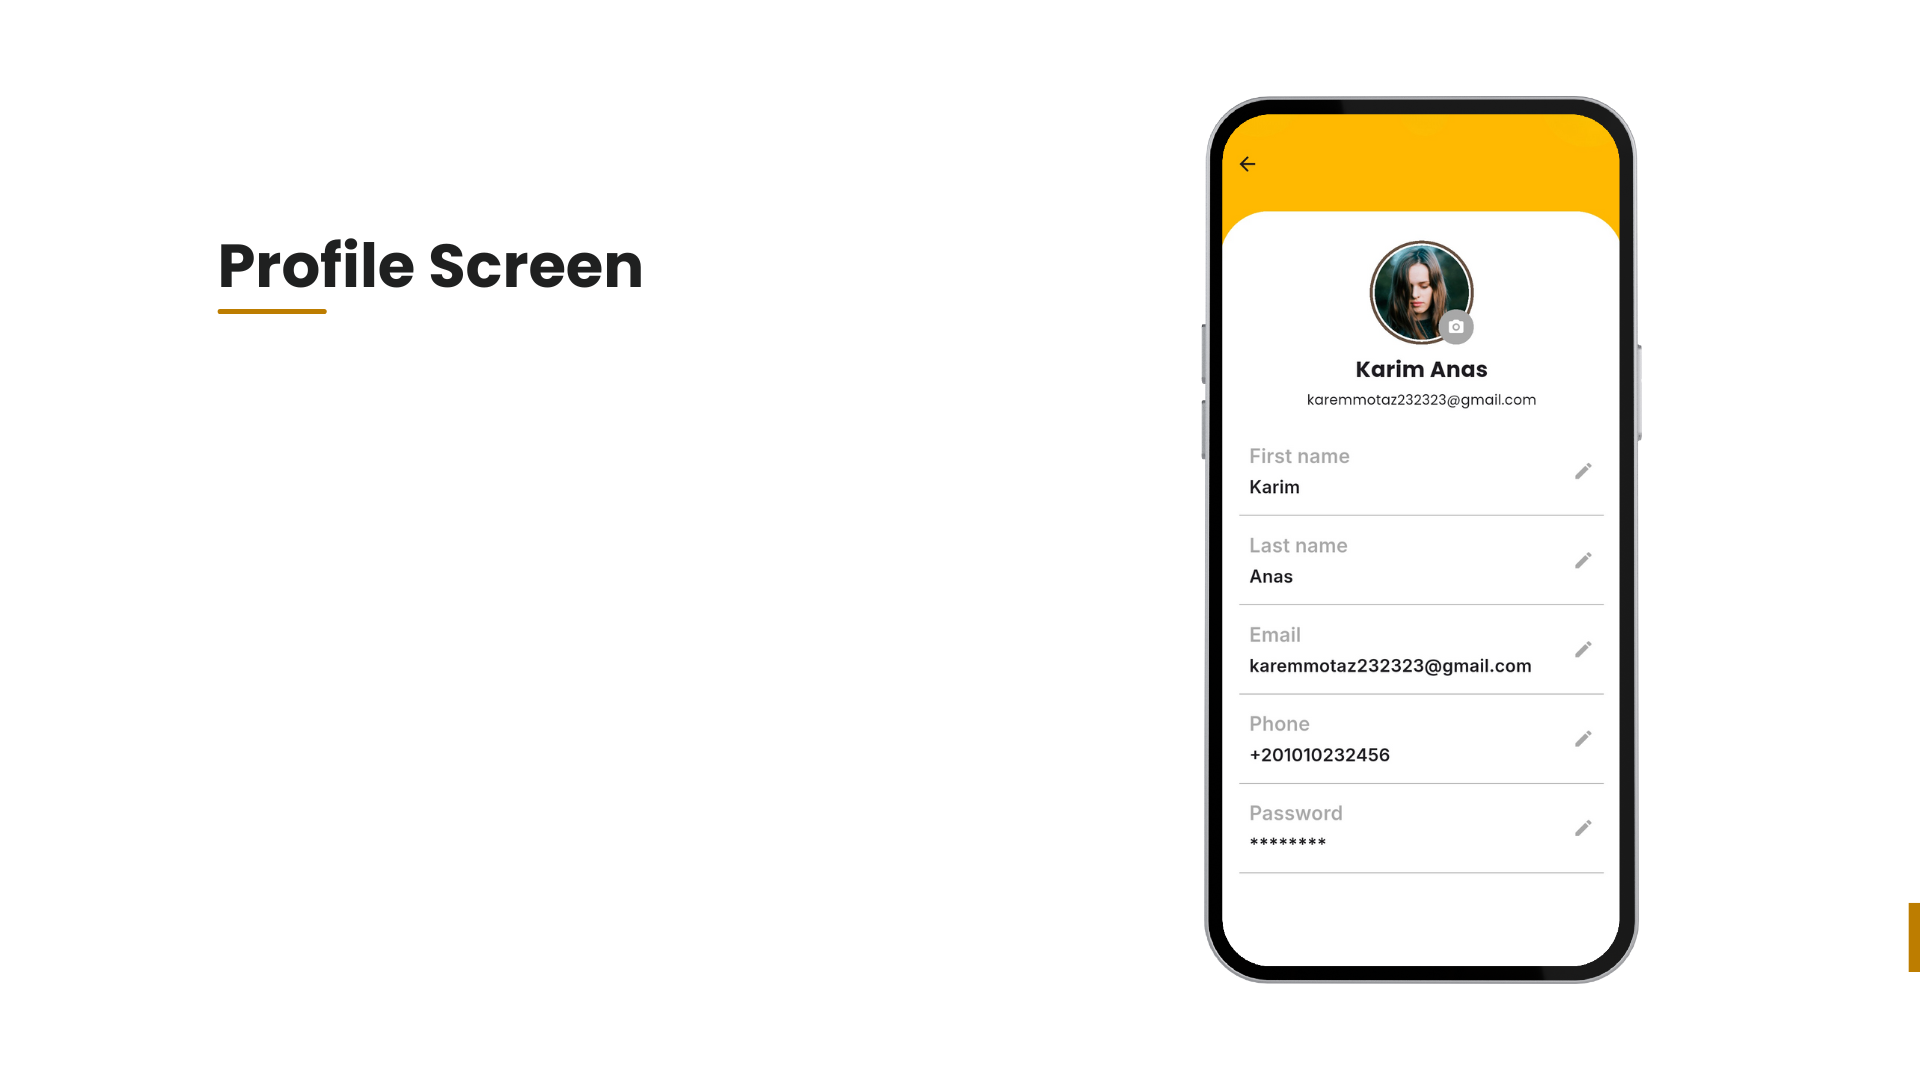 Profile Screen
Karim Anas
karemmotaz232323@gmail.com
First name
Karim
Last name
Anas
Email
karemmotaz232323@gmail.com
Phone
+201010232456
Password
********